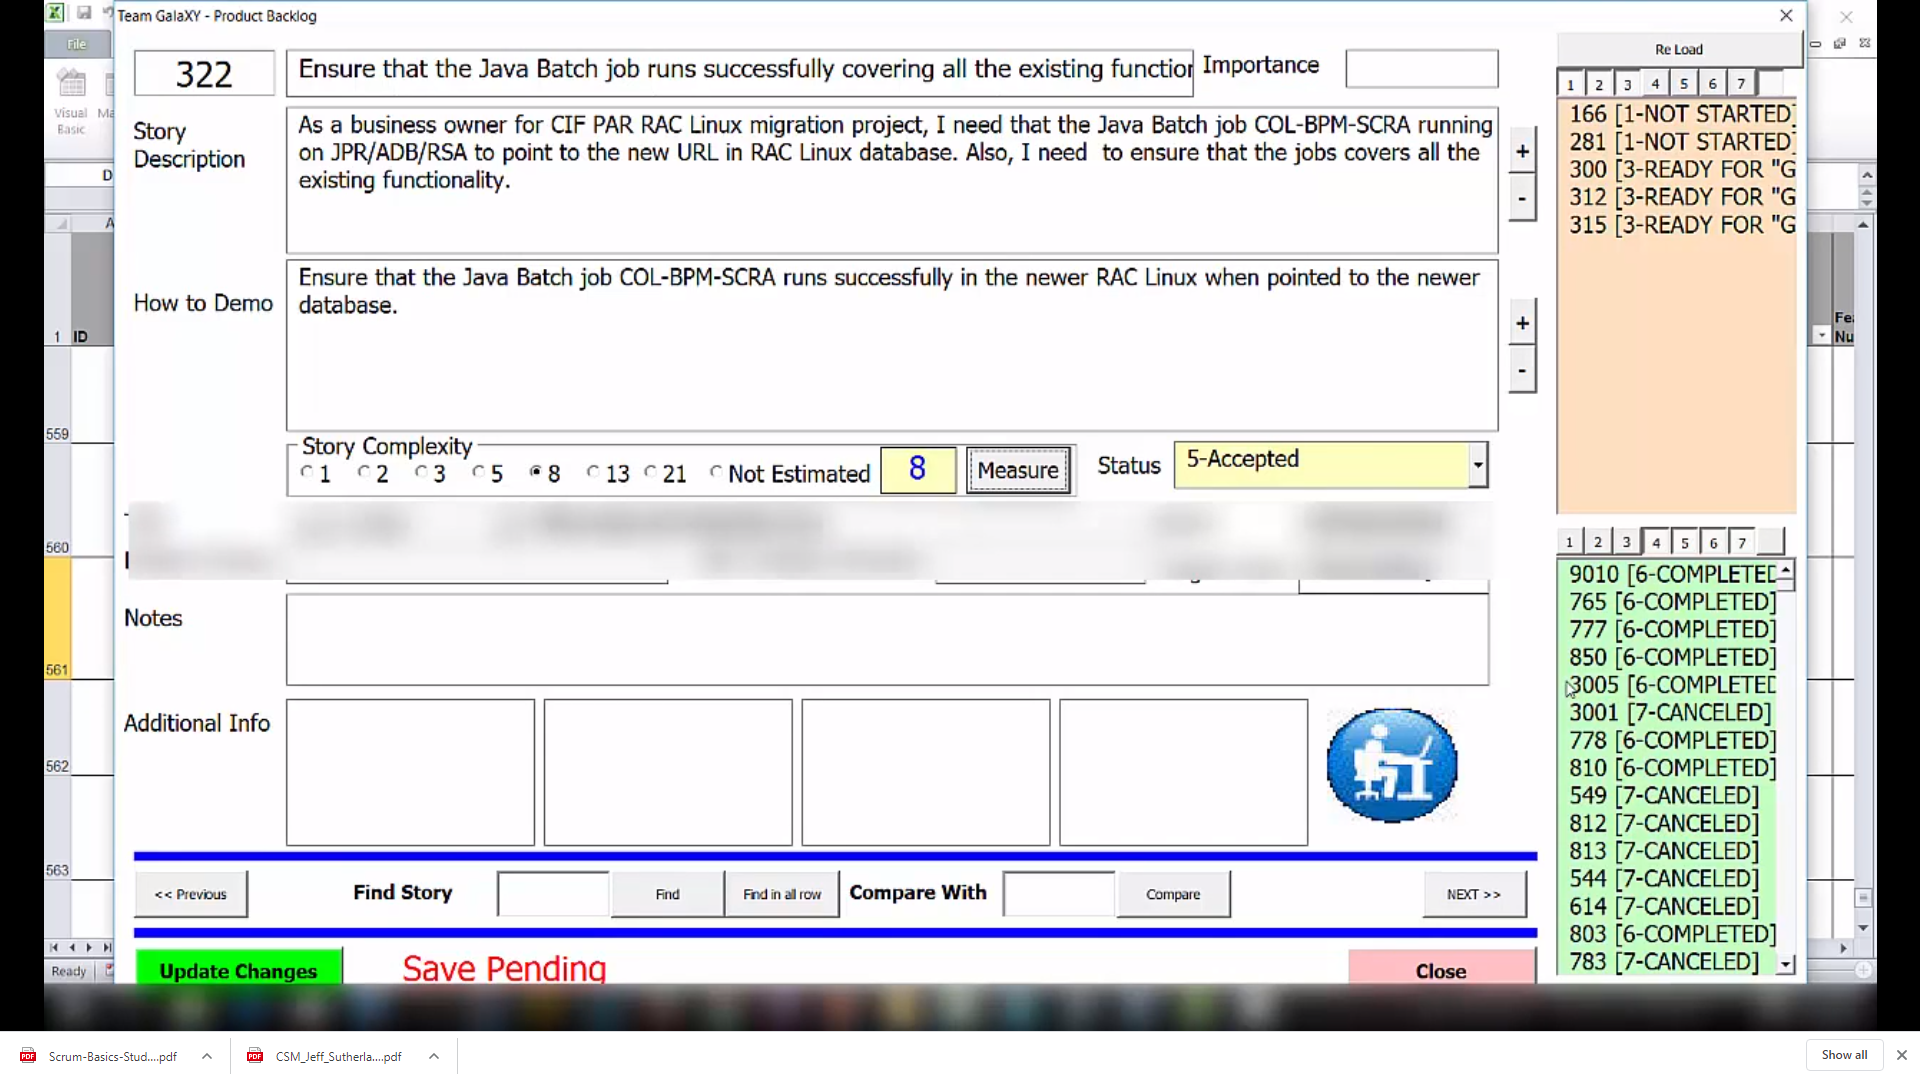 Team GalaXY - Product Backlog
File
Re Load
322
Ensure that the Java Batch job runs successfully covering all the existing function
Importance
1 2 3 4 5 6 7
Visual
Basic
Ma
Story
Description
As a business owner for CIF PAR RAC Linux migration project, I need that the Java Batch job COL-BPM-SCRA running
on JPR/ADB/RSA to point to the new URL in RAC Linux database. Also, I need to ensure that the jobs covers all the
existing functionality.
+
-
166 [1-NOT STARTED]
281 [1-NOT STARTED]
300 [3-READY FOR "G
312 [3-READY FOR "G
315 [3-READY FOR "G
D
A
1 ID
How to Demo
Ensure that the Java Batch job COL-BPM-SCRA runs successfully in the newer RAC Linux when pointed to the newer
database.
+
-
Fea
Nu
559
Story Complexity
1 2 3 5 8 13 21 Not Estimated 8 Measure
Status
5-Accepted
560
1 2 3 4 5 6 7
9010 [6-COMPLETED
765 [6-COMPLETED]
777 [6-COMPLETED]
850 [6-COMPLETED]
3005 [6-COMPLETED
3001 [7-CANCELED]
778 [6-COMPLETED]
810 [6-COMPLETED]
549 [7-CANCELED]
812 [7-CANCELED]
813 [7-CANCELED]
544 [7-CANCELED]
614 [7-CANCELED]
803 [6-COMPLETED]
783 [7-CANCELED]
Notes
561
Additional Info
562
563
<< Previous
Find Story
Find
Find in all row
Compare With
Compare
NEXT >>
Ready
Update Changes
Save Pending
Close
Scrum-Basics-Stud....pdf
CSM_Jeff_Sutherla....pdf
Show all